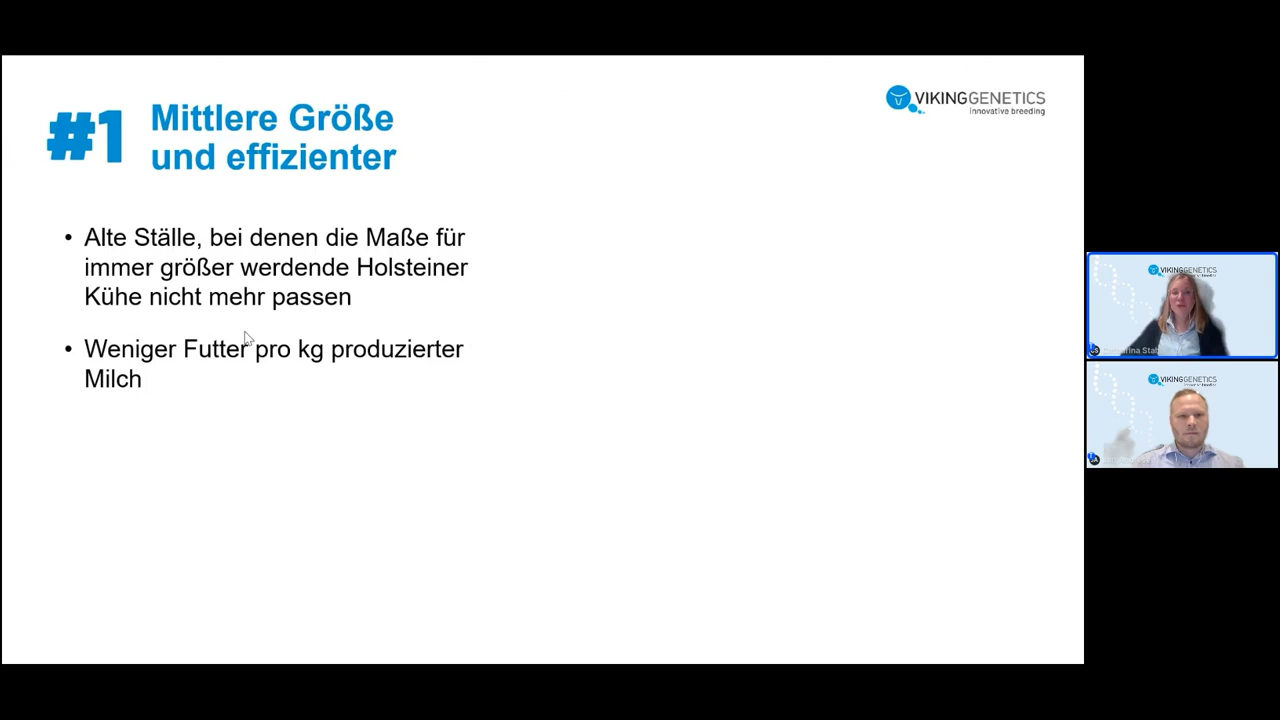 #1
Mittlere Größe
und effizienter
VIKINGGENETICS
innovative breeding
• Alte Ställe, bei denen die Maße für
immer größer werdende Holsteiner
Kühe nicht mehr passen
• Weniger Futter pro kg produzierter
Milch
VIKINGGENETICS
VIKINGGENETICS